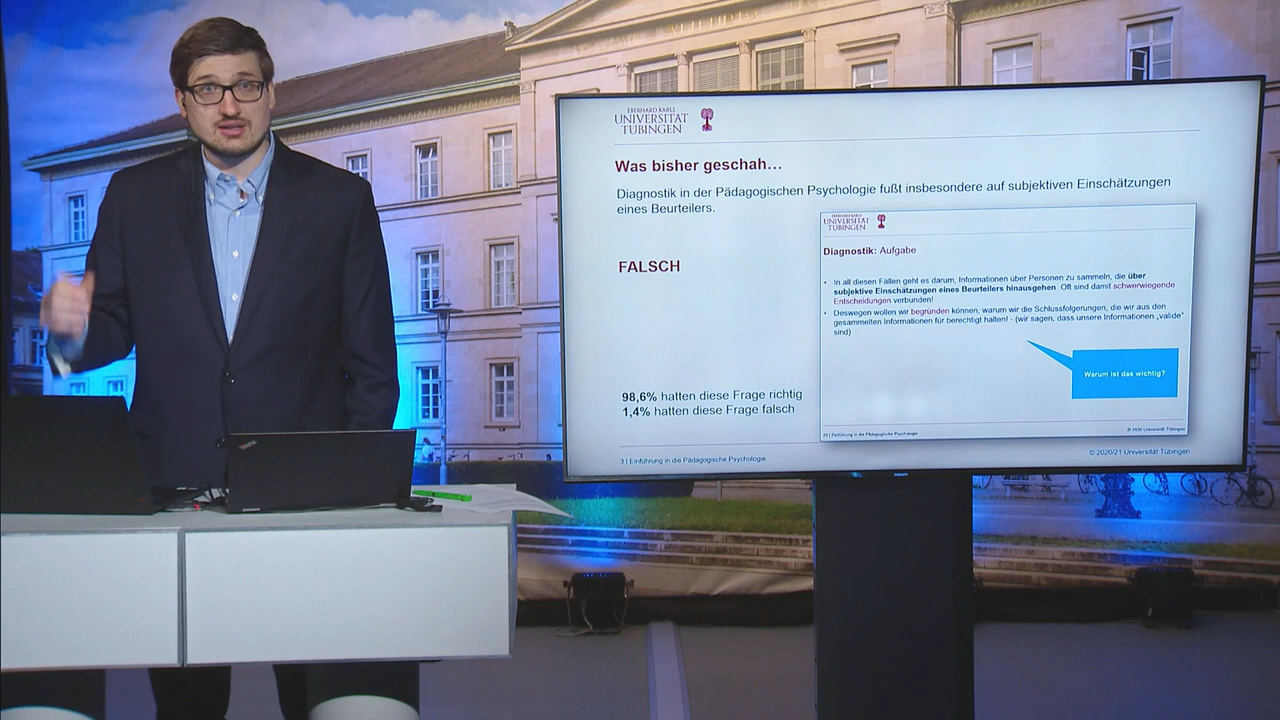 EBERHARD KARLS
UNIVERSITÄT
TÜBINGEN
Was bisher geschah…
Diagnostik in der Pädagogischen Psychologie fußt insbesondere auf subjektiven Einschätzungen
eines Beurteilers.
FALSCH
98,6% hatten diese Frage richtig
1,4% hatten diese Frage falsch
EBERHARD KARLS
UNIVERSITÄT
TÜBINGEN
Diagnostik: Aufgabe
• In all diesen Fällen geht es darum, Informationen über Personen zu sammeln, die über
subjektive Einschätzungen eines Beurteilers hinausgehen. Oft sind damit schwerwiegende
Entscheidungen verbunden!
• Deswegen wollen wir begründen können, warum wir die Schlussfolgerungen, die wir aus den
gesammelten Informationen für berechtigt halten! - (wir sagen, dass unsere Informationen „valide"
sind)
Warum ist das wichtig?
| Einführung in die Pädagogische Psychologie
© 2020 Universität Tübingen
3 | Einführung in die Pädagogische Psychologie
© 2020/21 Universität Tübingen
PHILIPS
ThinkPad